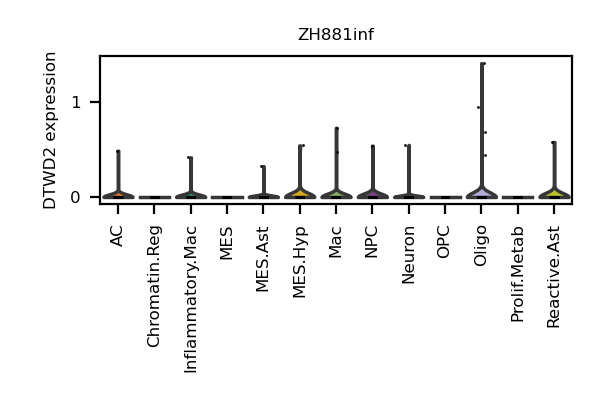 ZH881inf
DTWD2 expression
1
0
AC
Chromatin.Reg
Inflammatory.Mac
MES
MES.Ast
MES.Hyp
Mac
NPC
Neuron
OPC
Oligo
Prolif.Metab
Reactive.Ast